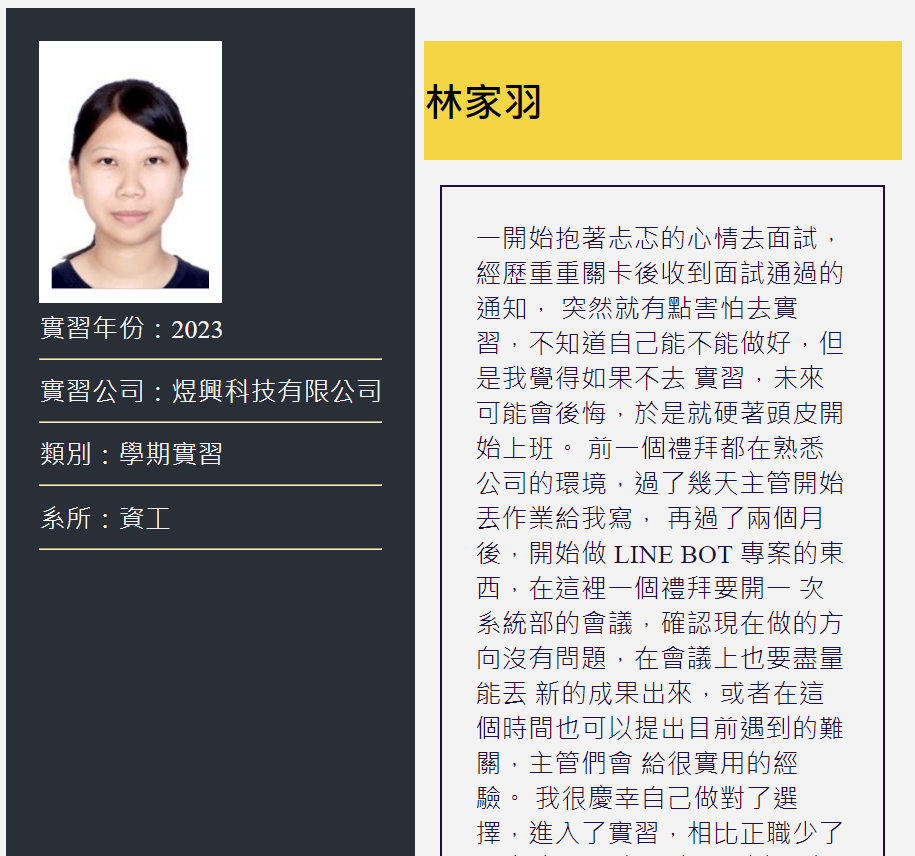 實習年份：2023
實習公司：煜興科技有限公司
類別：學期實習
系所：資工
林家羽
一開始抱著忐忑的心情去面試，
經歷重重關卡後收到面試通過的
通知， 突然就有點害怕去實
習，不知道自己能不能做好，但
是我覺得如果不去 實習，未來
可能會後悔，於是就硬著頭皮開
始上班。 前一個禮拜都在熟悉
公司的環境，過了幾天主管開始
丟作業給我寫， 再過了兩個月
後，開始做 LINE BOT 專案的東
西，在這裡一個禮拜要開一 次
系統部的會議，確認現在做的方
向沒有問題，在會議上也要盡量
能丟 新的成果出來，或者在這
個時間也可以提出目前遇到的難
關，主管們會 給很實用的經
驗。 我很慶幸自己做對了選
擇，進入了實習，相比正職少了